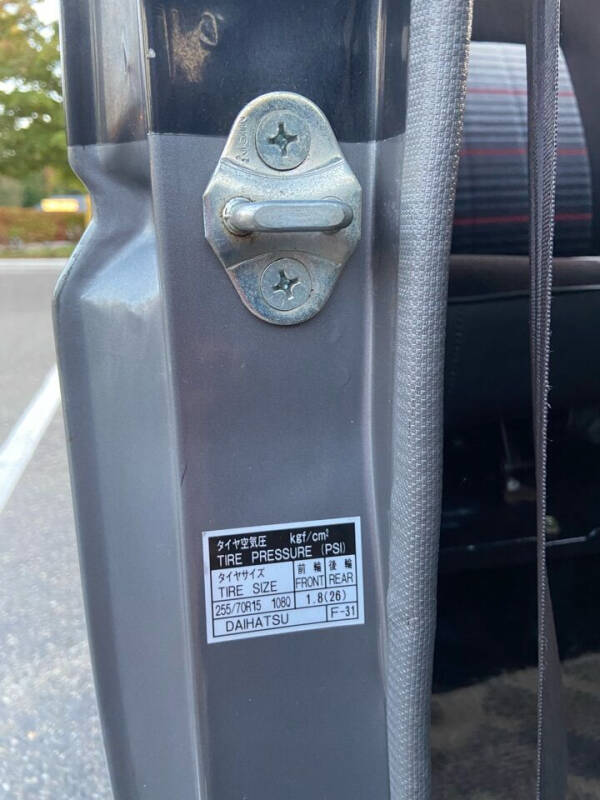 タイヤ空気圧 kgf/cm²
TIRE PRESSURE (PSI)
タイヤサイズ 前輪 後輪
TIRE SIZE FRONT REAR
255/70R15 108Q 1.8(26)
DAIHATSU F-31